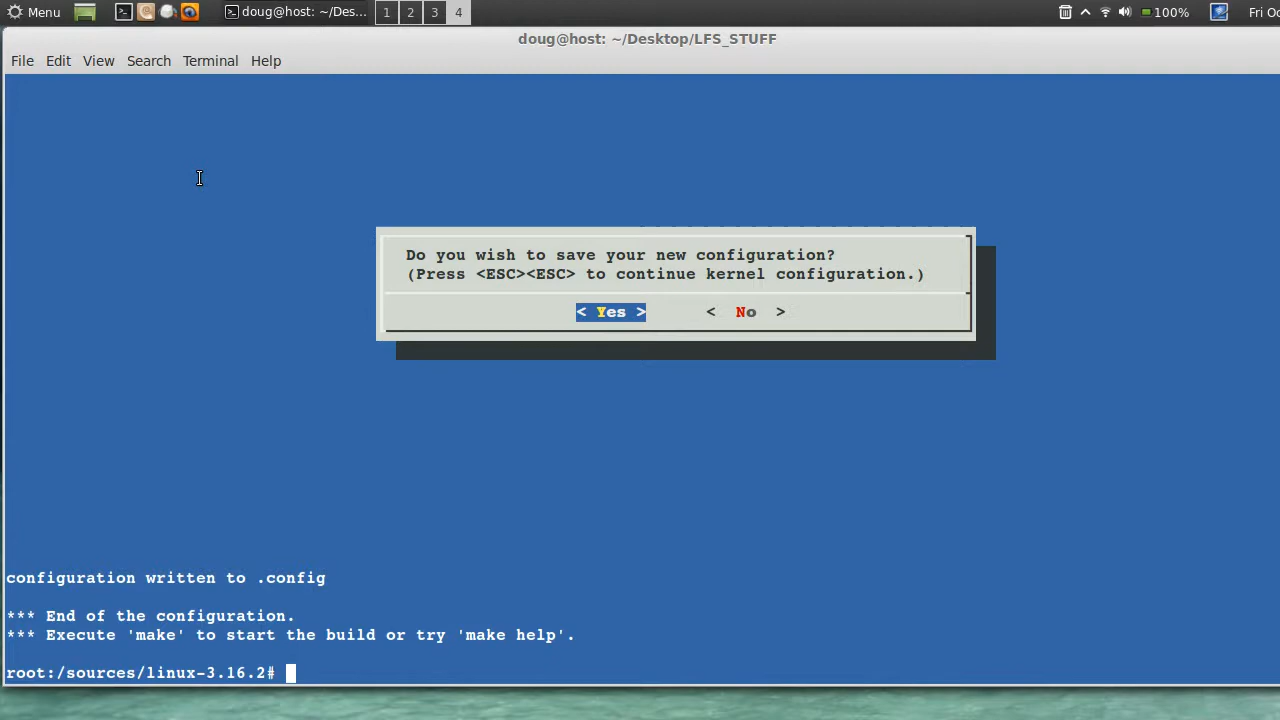 Menu
doug@host: ~/Des...
1 2 3 4
100%
Fri Oc
doug@host: ~/Desktop/LFS_STUFF
File Edit View Search Terminal Help
Do you wish to save your new configuration?
(Press <ESC><ESC> to continue kernel configuration.)
< Yes > < No >
configuration written to .config
*** End of the configuration.
*** Execute 'make' to start the build or try 'make help'.
root:/sources/linux-3.16.2#